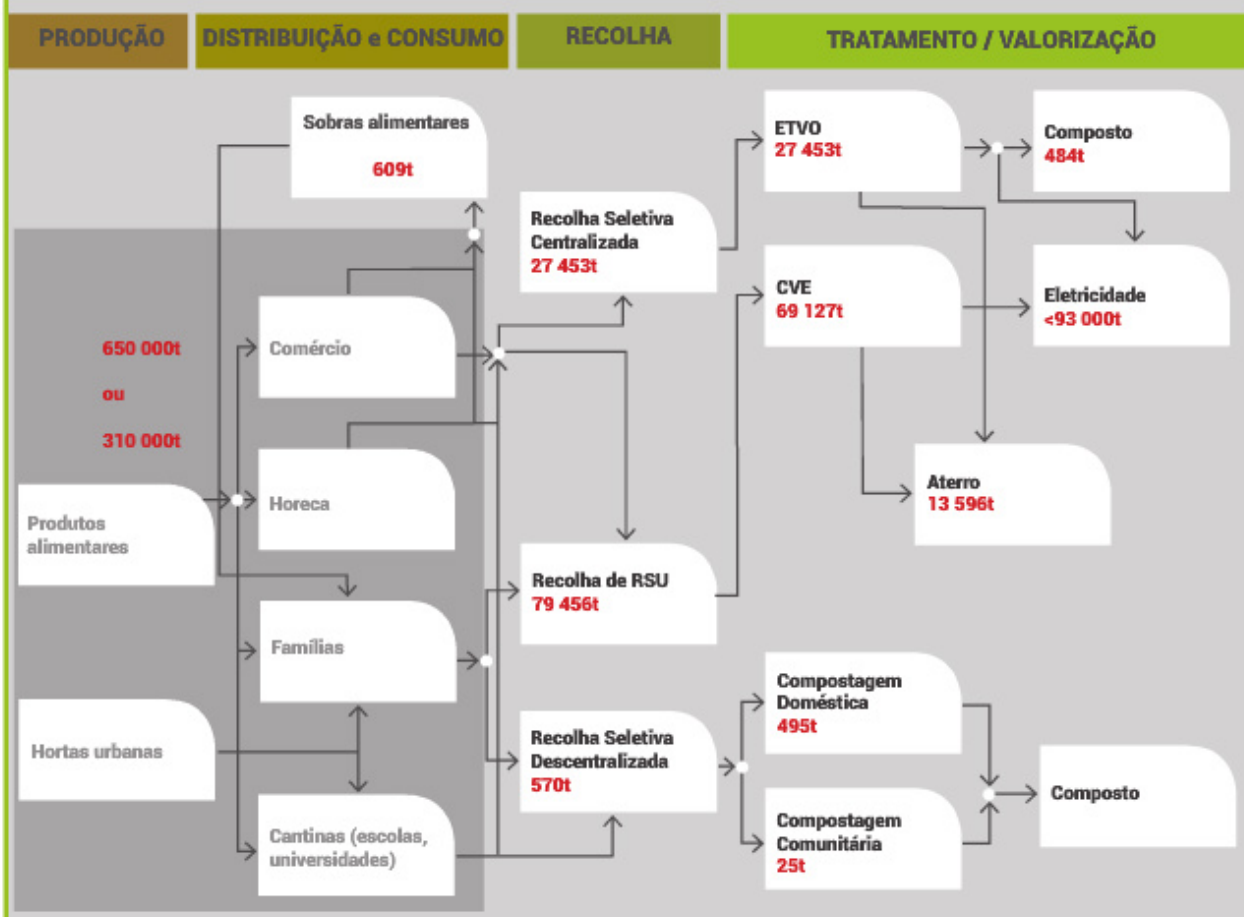 PRODUÇÃO
DISTRIBUIÇÃO e CONSUMO
RECOLHA
TRATAMENTO / VALORIZAÇÃO
Sobras alimentares
609t
650 000t
ou
310 000t
Produtos
alimentares
Hortas urbanas
Comércio
Horeca
Famílias
Cantinas (escolas,
universidades)
Recolha Seletiva
Centralizada
27 453t
Recolha de RSU
79 456t
Recolha Seletiva
Descentralizada
570t
ETVO
27 453t
CVE
69 127t
Composto
484t
Eletricidade
<93 000t
Aterro
13 596t
Compostagem
Doméstica
495t
Compostagem
Comunitária
25t
Composto